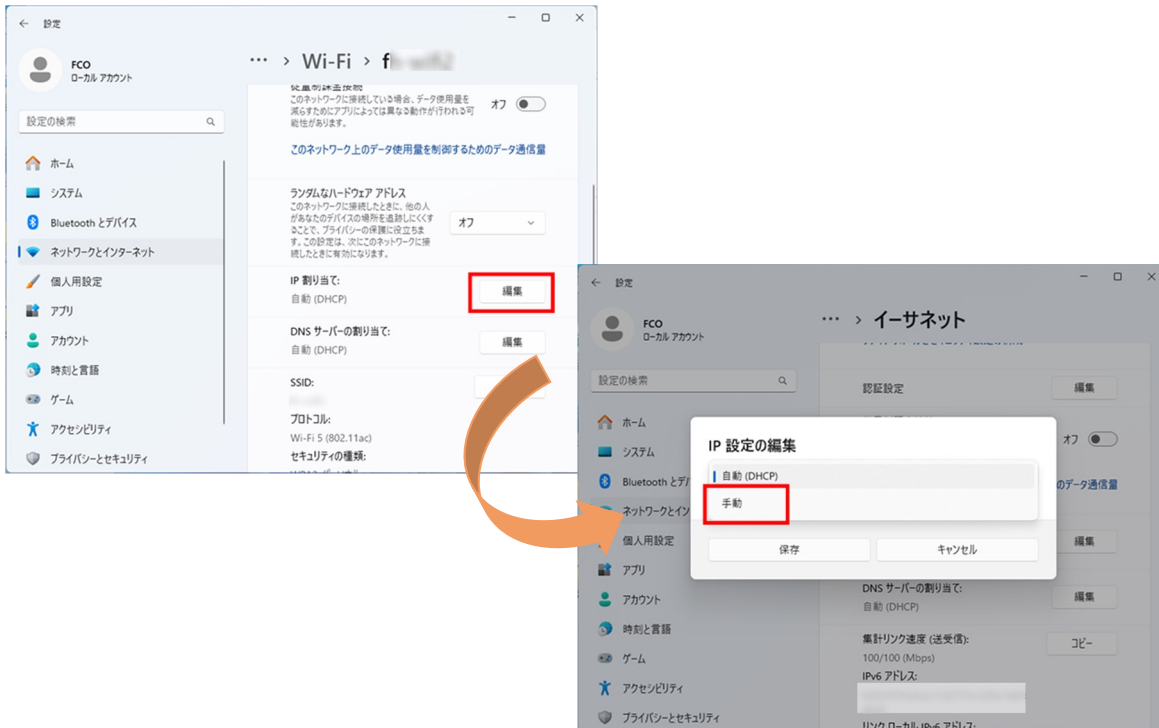 設定
FCO
ローカル アカウント
設定の検索
ホーム
システム
Bluetooth とデバイス
ネットワークとインターネット
個人用設定
アプリ
アカウント
時刻と言語
ゲーム
アクセシビリティ
プライバシーとセキュリティ
… > Wi-Fi > f
従量制課金接続
このネットワークに接続している場合、データ使用量を
減らすためにアプリによっては異なる動作が行われる可
能性があります。
オフ
このネットワーク上のデータ使用量を制御するためのデータ通信量
ランダムなハードウェア アドレス
このネットワークに接続したときに、他の人
があなたのデバイスの場所を追跡しにくくす
ることで、プライバシーの保護に役立ちま
す。この設定は、次にこのネットワークに接
続したときに有効になります。
オフ
IP 割り当て:
自動 (DHCP)
編集
DNS サーバーの割り当て:
自動 (DHCP)
編集
SSID:
プロトコル:
Wi-Fi 5 (802.11ac)
セキュリティの種類:
設定
FCO
ローカル アカウント
設定の検索
ホーム
システム
Bluetooth とデバ
ネットワークとイン
個人用設定
アプリ
アカウント
時刻と言語
ゲーム
アクセシビリティ
プライバシーとセキュリティ
… > イーサネット
認証設定
編集
オフ
のデータ通信量
IP 設定の編集
自動 (DHCP)
手動
保存
キャンセル
編集
DNS サーバーの割り当て:
自動 (DHCP)
編集
集計リンク速度 (送受信):
100/100 (Mbps)
コピー
IPv6 アドレス:
リンク ローカル IPv6 アドレス: